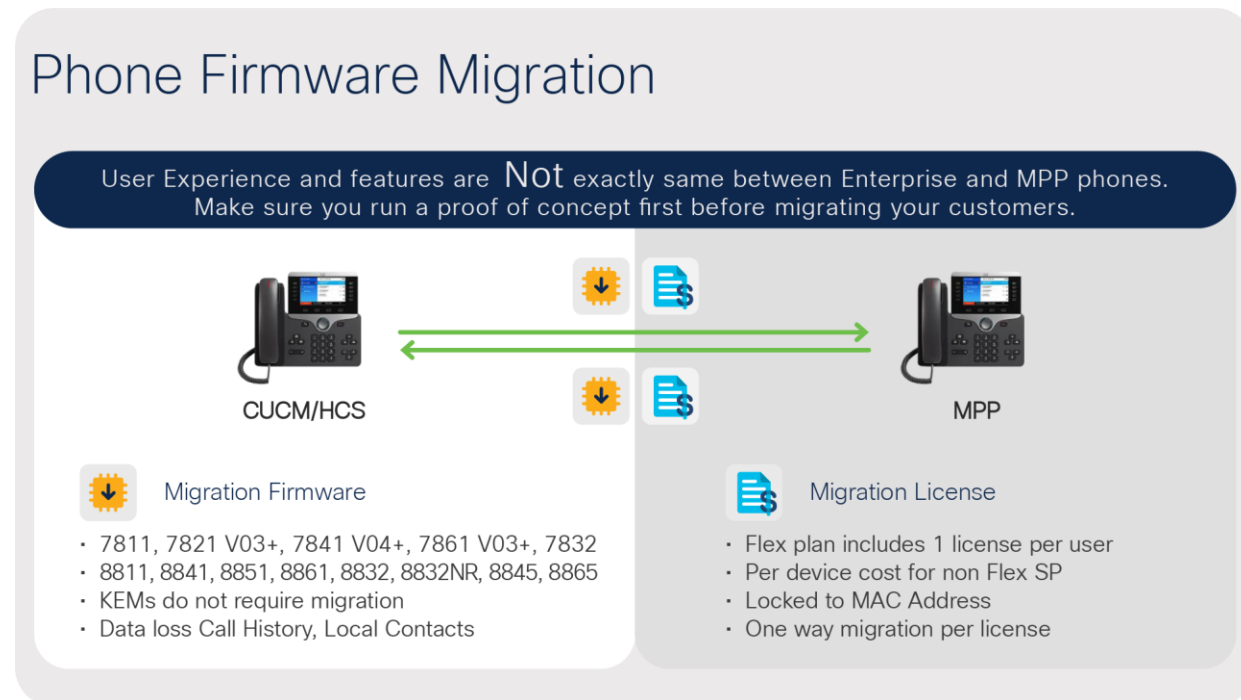 Phone Firmware Migration
User Experience and features are Not exactly same between Enterprise and MPP phones.
Make sure you run a proof of concept first before migrating your customers.
CUCM/HCS
MPP
Migration Firmware
· 7811, 7821 V03+, 7841 V04+, 7861 V03+, 7832
· 8811, 8841, 8851, 8861, 8832, 8832NR, 8845, 8865
· KEMs do not require migration
· Data loss Call History, Local Contacts
Migration License
· Flex plan includes 1 license per user
· Per device cost for non Flex SP
· Locked to MAC Address
· One way migration per license